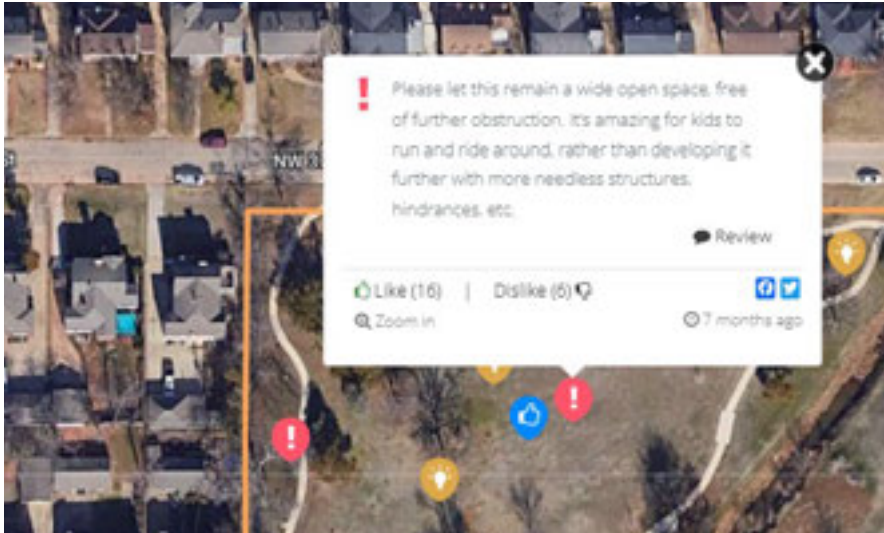 Please let this remain a wide open space, free
of further obstruction. It's amazing for kids to
run and ride around, rather than developing it
further with more needless structures,
hindrances, etc.
Review
Like (16) | Dislike (6)
Zoom in
7 months ago
St
NW 3